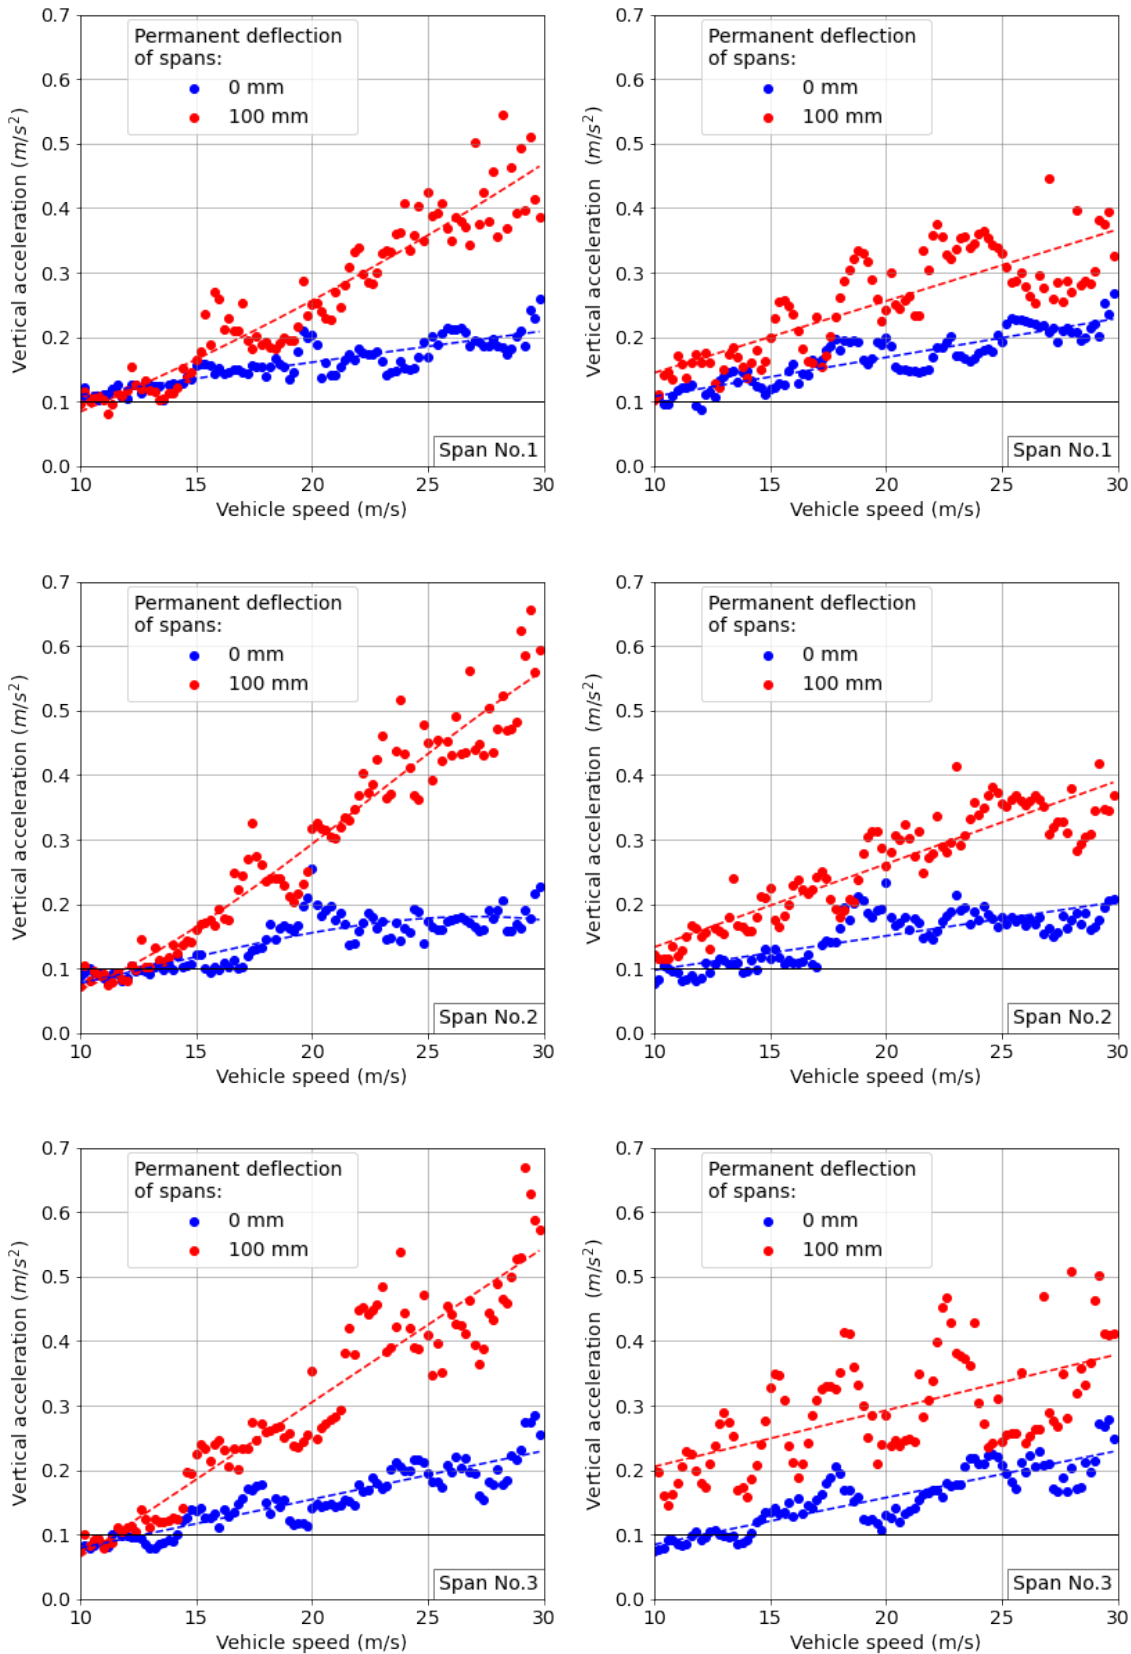 0.7
0.6
0.5
0.4
0.3
0.2
0.1
0.0
Vertical acceleration (m/s²)
Permanent deflection
of spans:
0 mm
100 mm
Span No.1
10 15 20 25 30
Vehicle speed (m/s)
0.7
0.6
0.5
0.4
0.3
0.2
0.1
0.0
Vertical acceleration (m/s²)
Permanent deflection
of spans:
0 mm
100 mm
Span No.1
10 15 20 25 30
Vehicle speed (m/s)
0.7
0.6
0.5
0.4
0.3
0.2
0.1
0.0
Vertical acceleration (m/s²)
Permanent deflection
of spans:
0 mm
100 mm
Span No.2
10 15 20 25 30
Vehicle speed (m/s)
0.7
0.6
0.5
0.4
0.3
0.2
0.1
0.0
Vertical acceleration (m/s²)
Permanent deflection
of spans:
0 mm
100 mm
Span No.2
10 15 20 25 30
Vehicle speed (m/s)
0.7
0.6
0.5
0.4
0.3
0.2
0.1
0.0
Vertical acceleration (m/s²)
Permanent deflection
of spans:
0 mm
100 mm
Span No.3
10 15 20 25 30
Vehicle speed (m/s)
0.7
0.6
0.5
0.4
0.3
0.2
0.1
0.0
Vertical acceleration (m/s²)
Permanent deflection
of spans:
0 mm
100 mm
Span No.3
10 15 20 25 30
Vehicle speed (m/s)